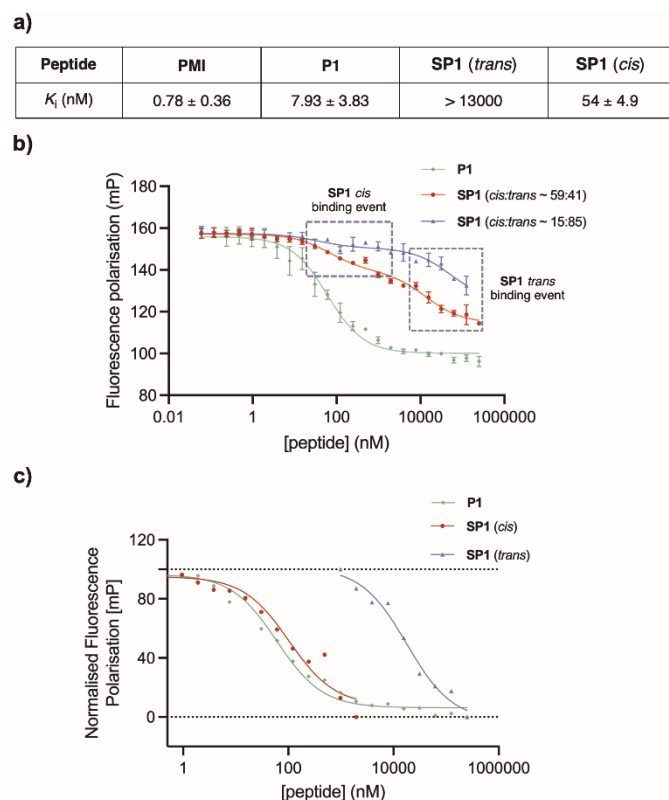 a)
Peptide PMI P1 SP1 (trans) SP1 (cis)
Ki (nM) 0.78 ± 0.36 7.93 ± 3.83 > 13000 54 ± 4.9
b)
P1
SP1 (cis:trans ~ 59:41)
SP1 (cis:trans ~ 15:85)
SP1 cis
binding event
SP1 trans
binding event
Fluorescence polarisation (mP)
180
160
140
120
100
80
0.01 1 100 10000 1000000
[peptide] (nM)
c)
P1
SP1 (cis)
SP1 (trans)
Normalised Fluorescence
Polarisation [mP]
120
80
40
0
1 100 10000 1000000
[peptide] (nM)